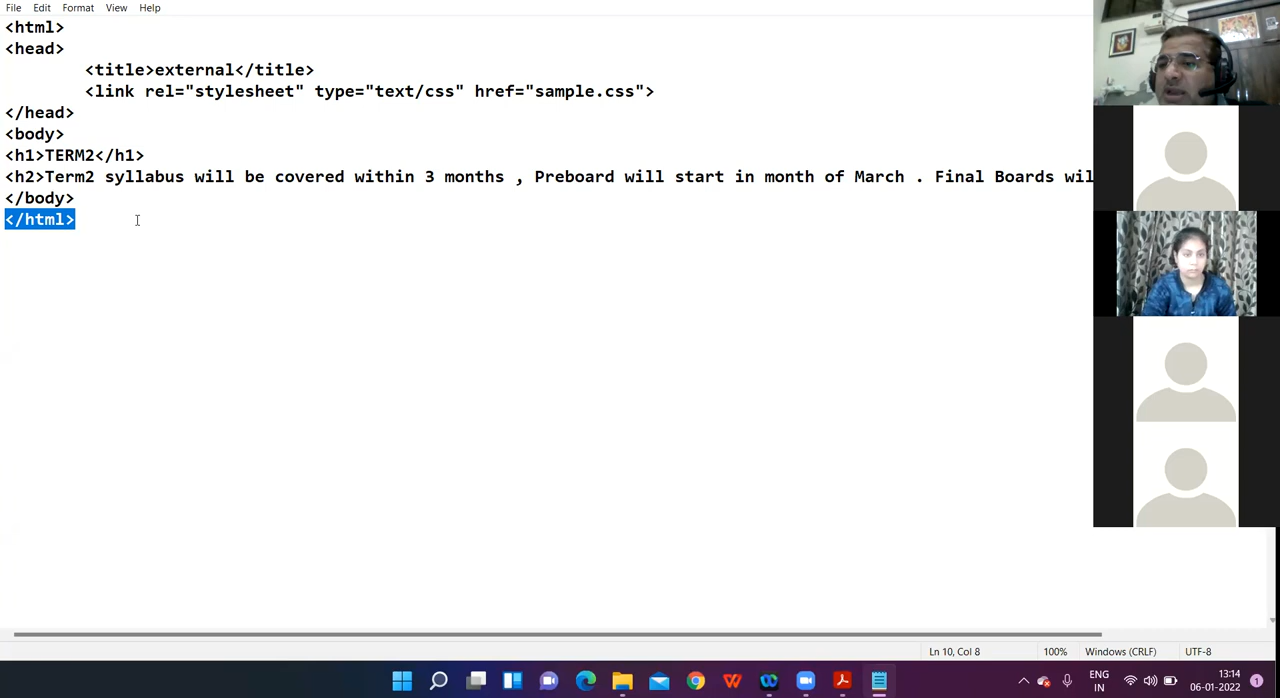 File Edit Format View Help
<html>
<head>
<title>external</title>
<link rel="stylesheet" type="text/css" href="sample.css">
</head>
<body>
<h1>TERM2</h1>
<h2>Term2 syllabus will be covered within 3 months , Preboard will start in month of March . Final Boards wil
</body>
</html>
Ln 10, Col 8 100% Windows (CRLF) UTF-8
ENG 13:14
IN 06-01-2022 1